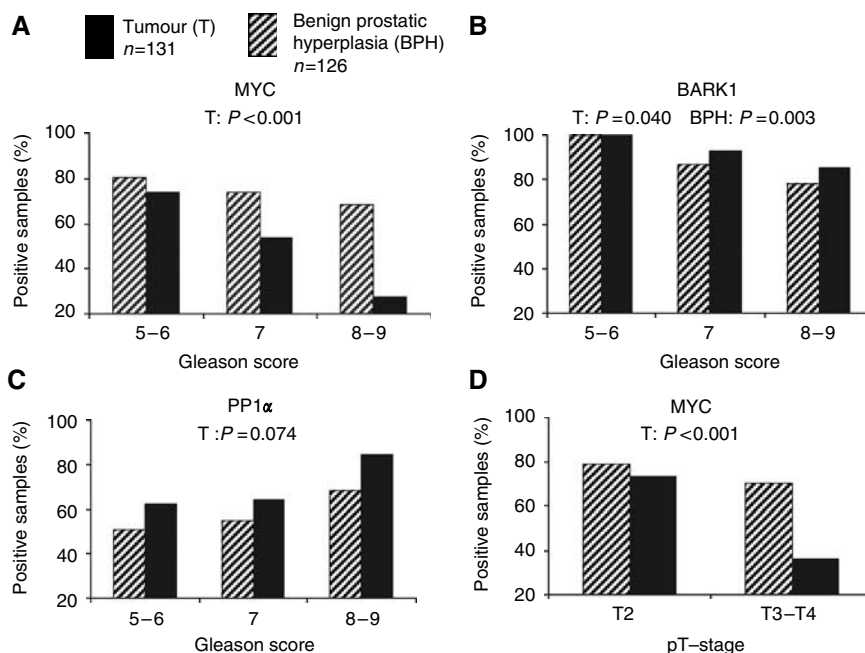 A
Tumour (T)
n=131
Benign prostatic
hyperplasia (BPH)
n=126
MYC
T: P<0.001
Positive samples (%)
100
80
60
40
20
5–6 7 8–9
Gleason score
B
BARK1
T: P=0.040 BPH: P=0.003
Positive samples (%)
100
80
60
40
20
5–6 7 8–9
Gleason score
C
PP1α
T :P=0.074
Positive samples (%)
100
80
60
40
20
5–6 7 8–9
Gleason score
D
MYC
T: P<0.001
Positive samples (%)
100
80
60
40
20
T2 T3–T4
pT–stage